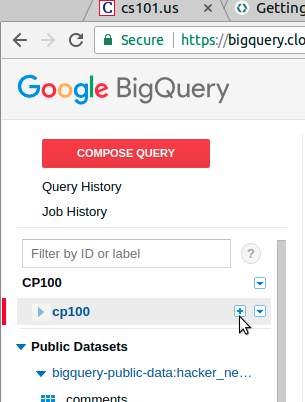 cs101.us
Getting
Secure
https://bigquery.clo
Google BigQuery
COMPOSE QUERY
Query History
Job History
Filter by ID or label
?
CP100
cp100
Public Datasets
bigquery-public-data:hacker_ne...
comments